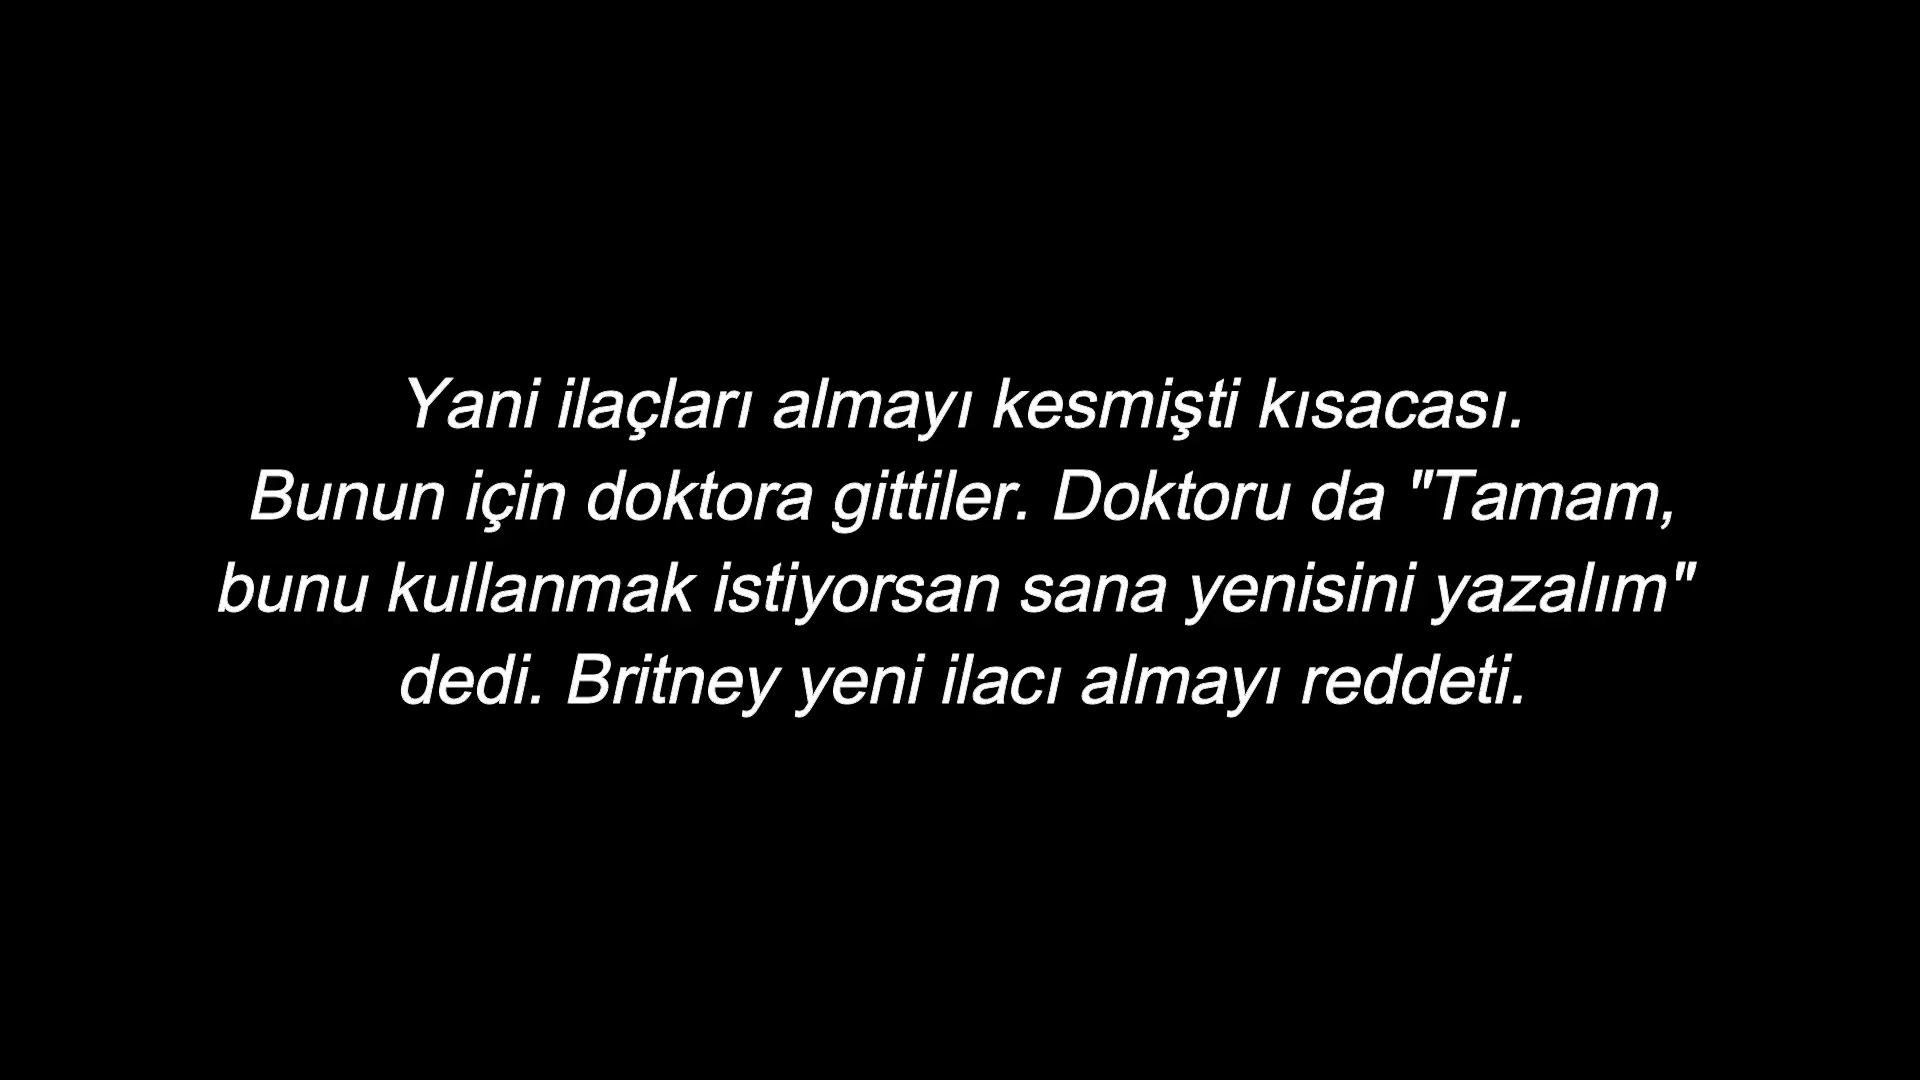 Yani ilaçları almayı kesmişti kısacası.
Bunun için doktora gittiler. Doktoru da "Tamam,
bunu kullanmak istiyorsan sana yenisini yazalım"
dedi. Britney yeni ilacı almayı reddeti.